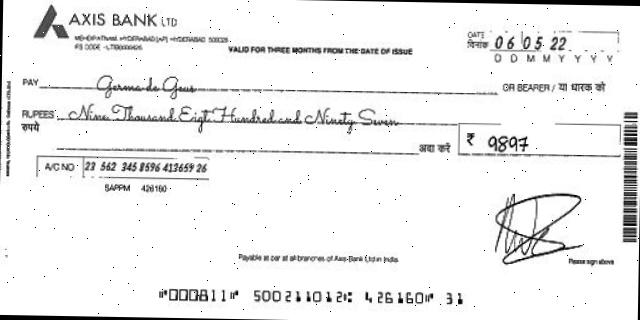 AXIS BANK LTD
MEHDIPATNAM, HYDERABAD [AP] - HYDERABAD 500028
IFS CODE - UTIB0000426
VALID FOR THREE MONTHS FROM THE DATE OF ISSUE
DATE
दिनांक 06 05 22
D D M M Y Y Y Y
PAY Germa de Geus OR BEARER / या धारक को
RUPEES Nine Thousand Eigt Hundred and Ninety Seven
रुपये अदा करें ₹ 9897
A/C NO 23 562 345 8596 413659 26
SAPPM 426160
Payable at par at all branches of Axis Bank Ltd in India.
Please sign above
⑈000811⑈ 500211012⑆ 426160⑈ 31